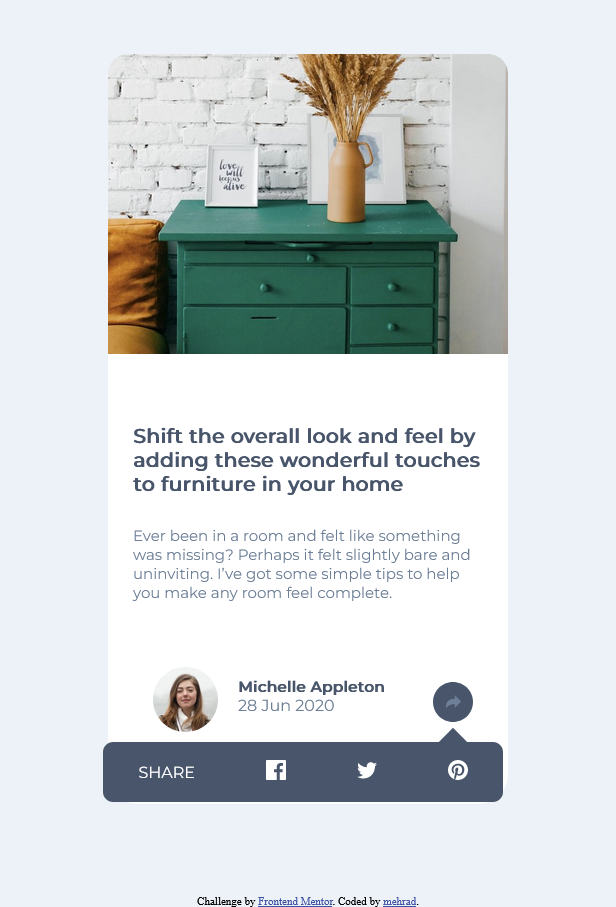 love
will
keep us
alive
Shift the overall look and feel by
adding these wonderful touches
to furniture in your home
Ever been in a room and felt like something
was missing? Perhaps it felt slightly bare and
uninviting. I’ve got some simple tips to help
you make any room feel complete.
Michelle Appleton
28 Jun 2020
SHARE
Challenge by Frontend Mentor. Coded by mehrad.